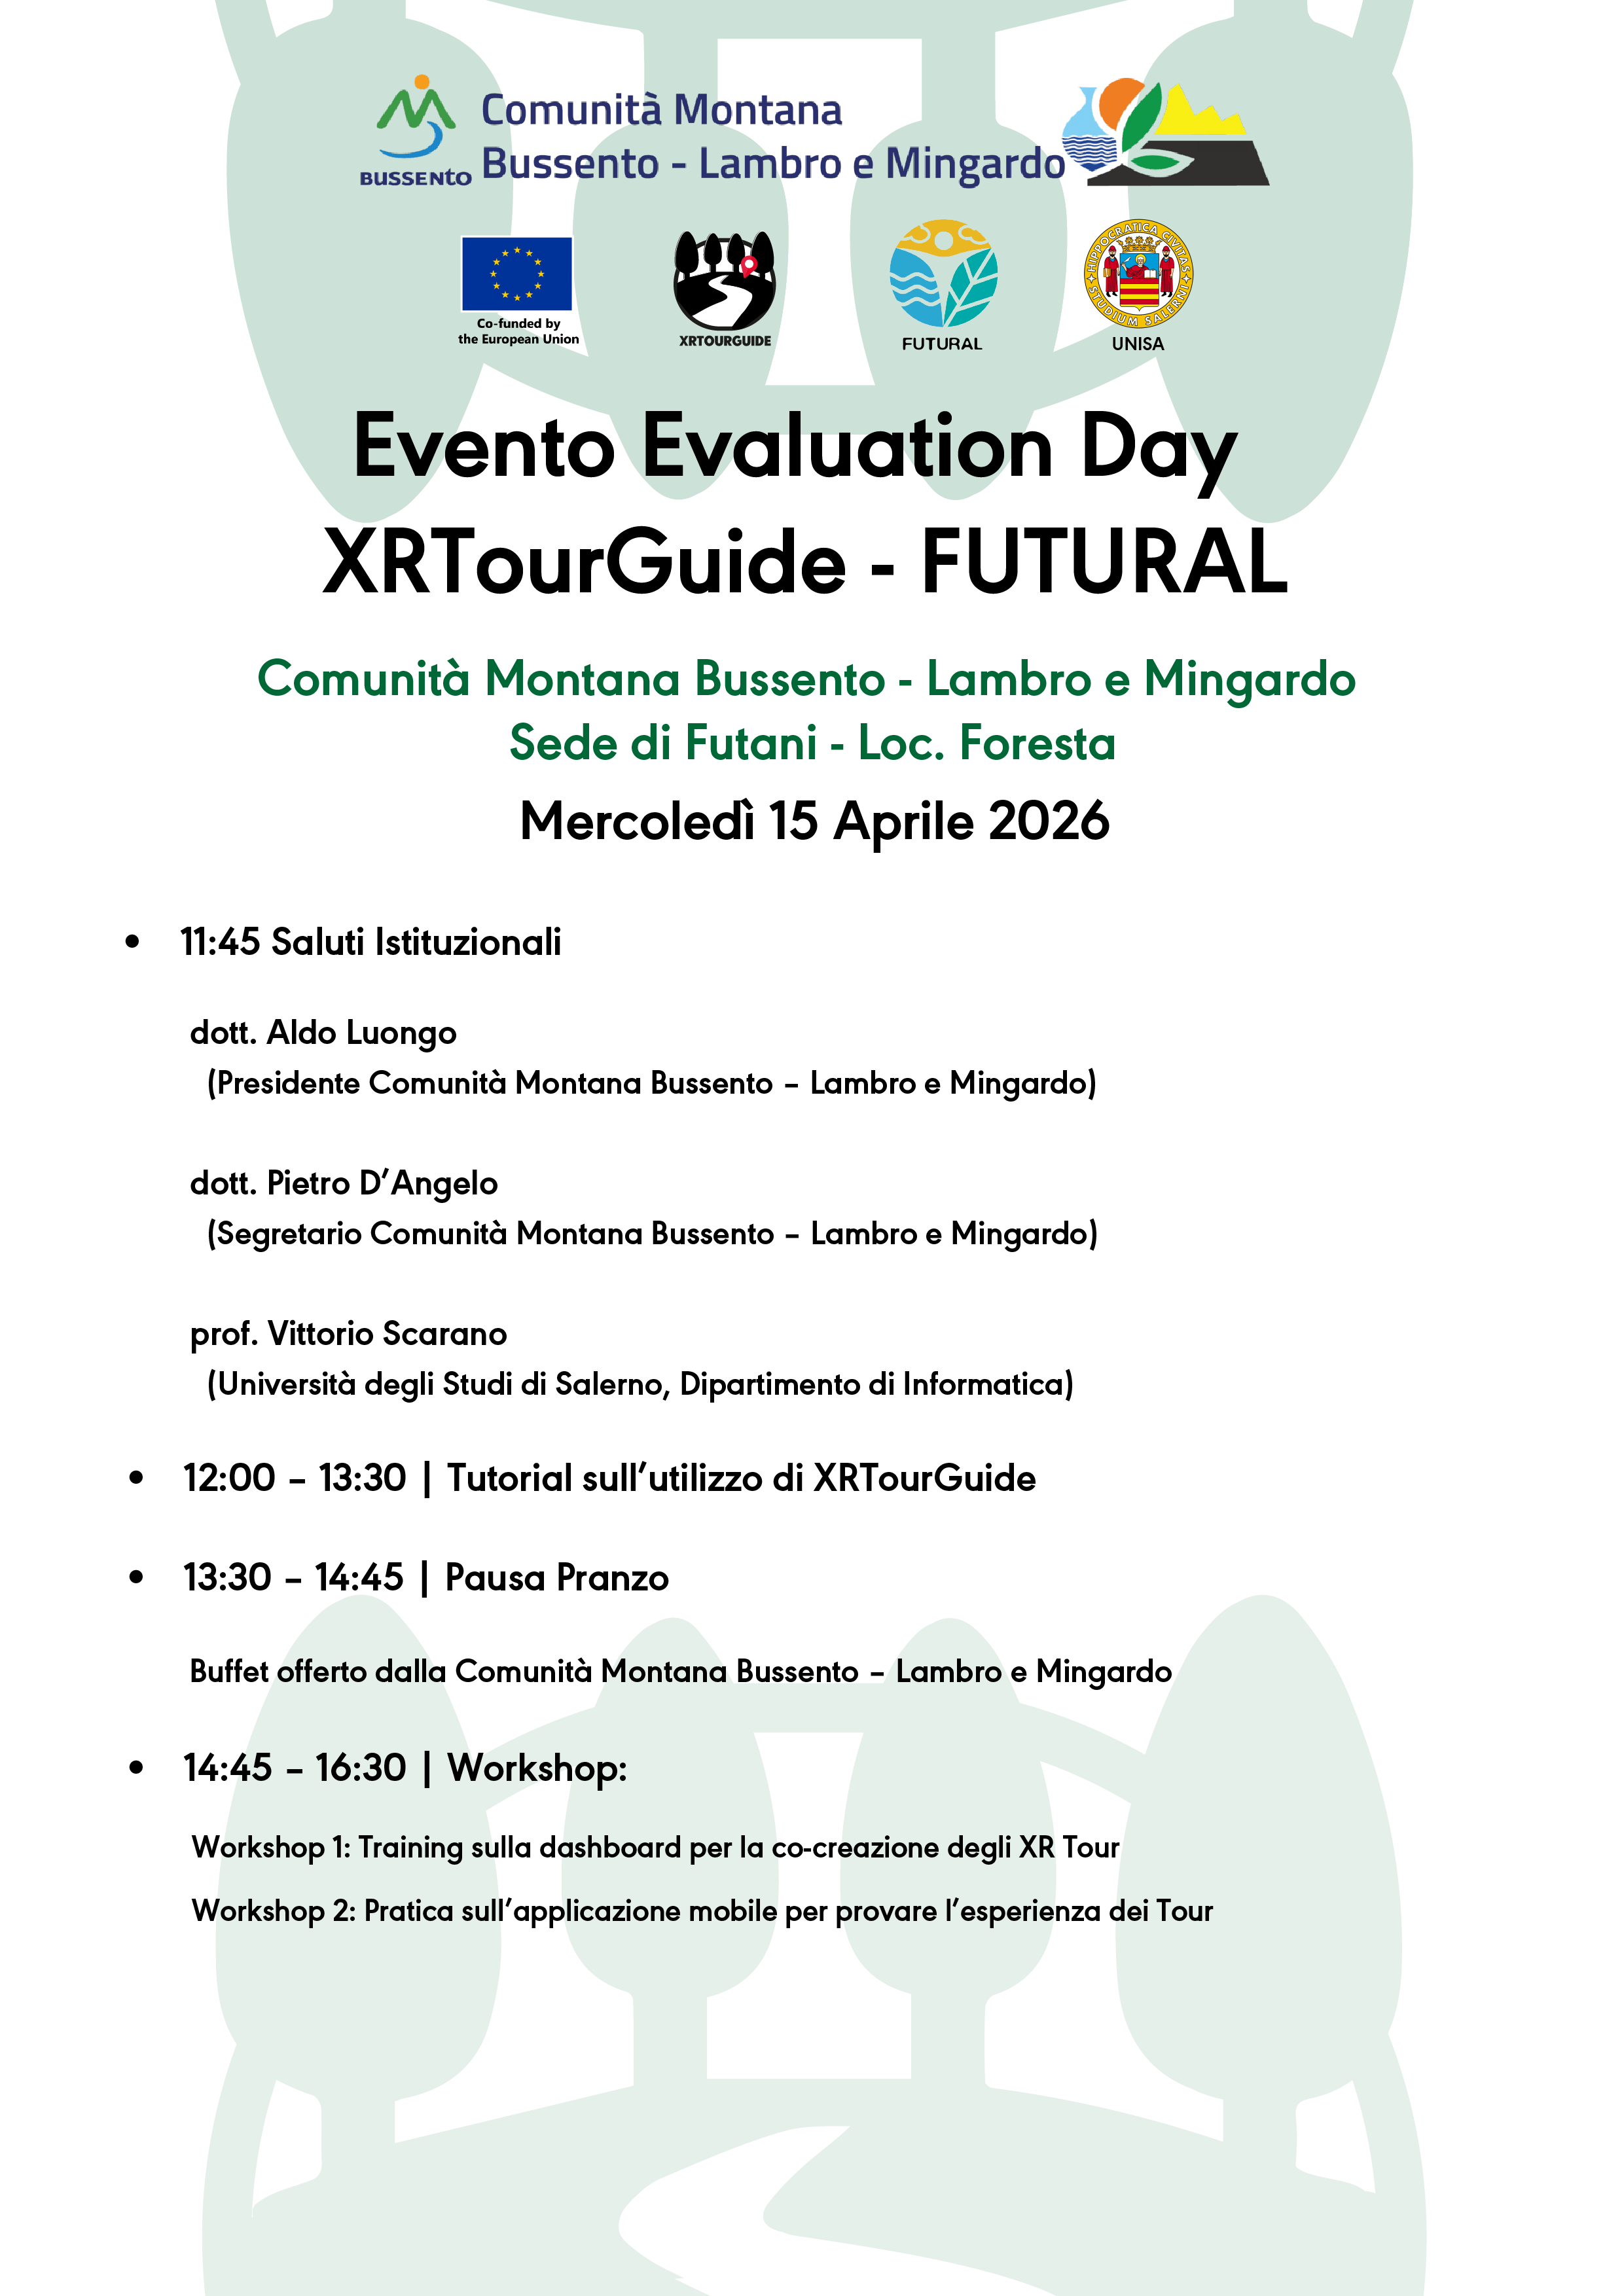 Comunità Montana
BUSSENto Bussento - Lambro e Mingardo
Co-funded by
the European Union
XRTOURGUIDE
FUTURAL
HIPPOCRATICA CIVITAS
STUDIUM SALERNI
UNISA
Evento Evaluation Day
XRTourGuide - FUTURAL
Comunità Montana Bussento - Lambro e Mingardo
Sede di Futani - Loc. Foresta
Mercoledì 15 Aprile 2026
• 11:45 Saluti Istituzionali
dott. Aldo Luongo
(Presidente Comunità Montana Bussento – Lambro e Mingardo)
dott. Pietro D’Angelo
(Segretario Comunità Montana Bussento – Lambro e Mingardo)
prof. Vittorio Scarano
(Università degli Studi di Salerno, Dipartimento di Informatica)
• 12:00 – 13:30 | Tutorial sull’utilizzo di XRTourGuide
• 13:30 – 14:45 | Pausa Pranzo
Buffet offerto dalla Comunità Montana Bussento – Lambro e Mingardo
• 14:45 – 16:30 | Workshop:
Workshop 1: Training sulla dashboard per la co-creazione degli XR Tour
Workshop 2: Pratica sull’applicazione mobile per provare l’esperienza dei Tour